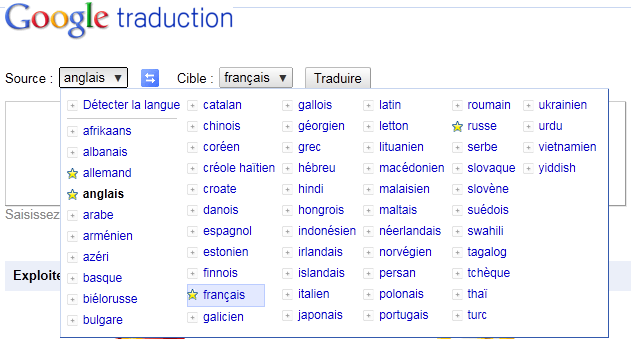 Google traduction
Source : anglais Cible : français Traduire
Détecter la langue
afrikaans
albanais
allemand
anglais
arabe
arménien
azéri
basque
biélorusse
bulgare
catalan
chinois
coréen
créole haïtien
croate
danois
espagnol
estonien
finnois
français
galicien
gallois
géorgien
grec
hébreu
hindi
hongrois
indonésien
irlandais
islandais
italien
japonais
latin
letton
lituanien
macédonien
malaisien
maltais
néerlandais
norvégien
persan
polonais
portugais
roumain
russe
serbe
slovaque
slovène
suédois
swahili
tagalog
tchèque
thaï
turc
ukrainien
urdu
vietnamien
yiddish
Saisissez
Exploite